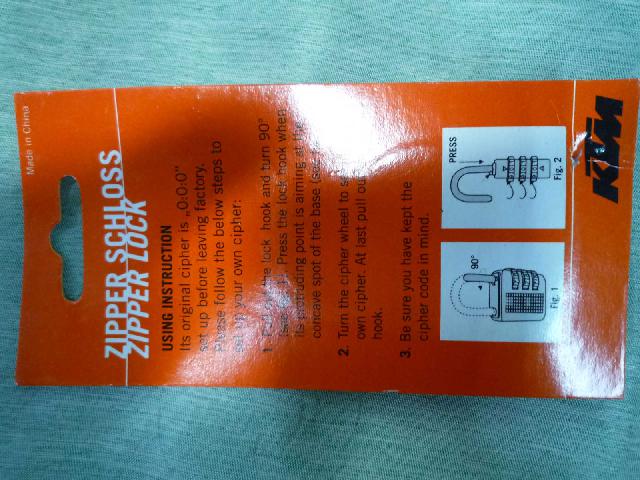 Made in China
ZIPPER SCHLOSS
ZIPPER LOCK
USING INSTRUCTION
Its original cipher is „0:0:0"
set up before leaving factory.
Please follow the below steps to
set up your own cipher:
1. the lock hook and turn 90°
Press the lock hook when
its protruding point is aiming at the
concave spot of the base
2. Turn the cipher wheel to
own cipher. At last pull
hook.
3. Be sure you have kept the
cipher code in mind.
90°
Fig. 1
PRESS
Fig. 2
KTM